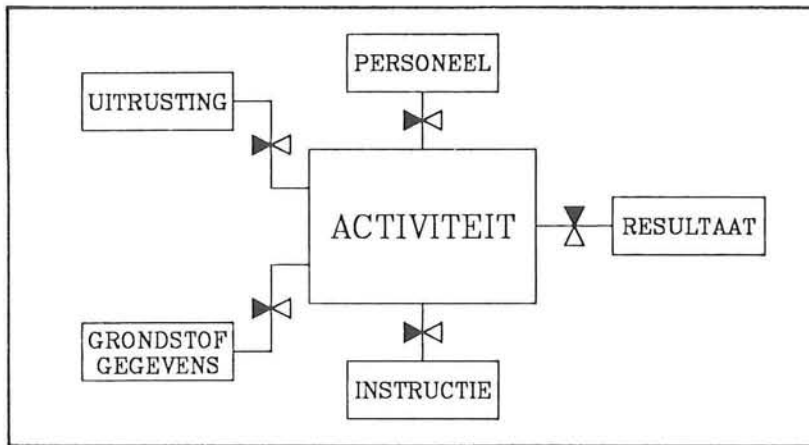 PERSONEEL
UITRUSTING
ACTIVITEIT
RESULTAAT
GRONDSTOF
GEGEVENS
INSTRUCTIE